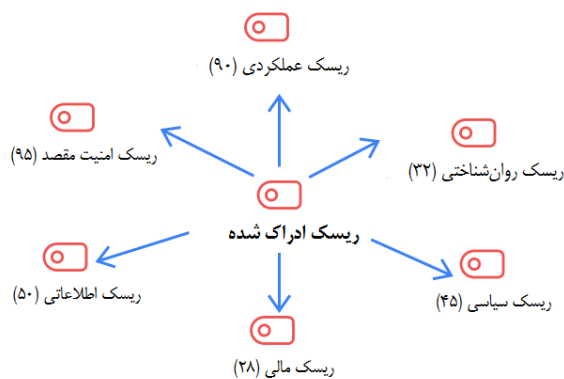 ریسک عملکردی (۹۰)
ریسک امنیت مقصد (۹۵)
ریسک روان‌شناختی (۳۲)
ریسک ادراک شده
ریسک اطلاعاتی (۵۰)
ریسک سیاسی (۴۵)
ریسک مالی (۲۸)